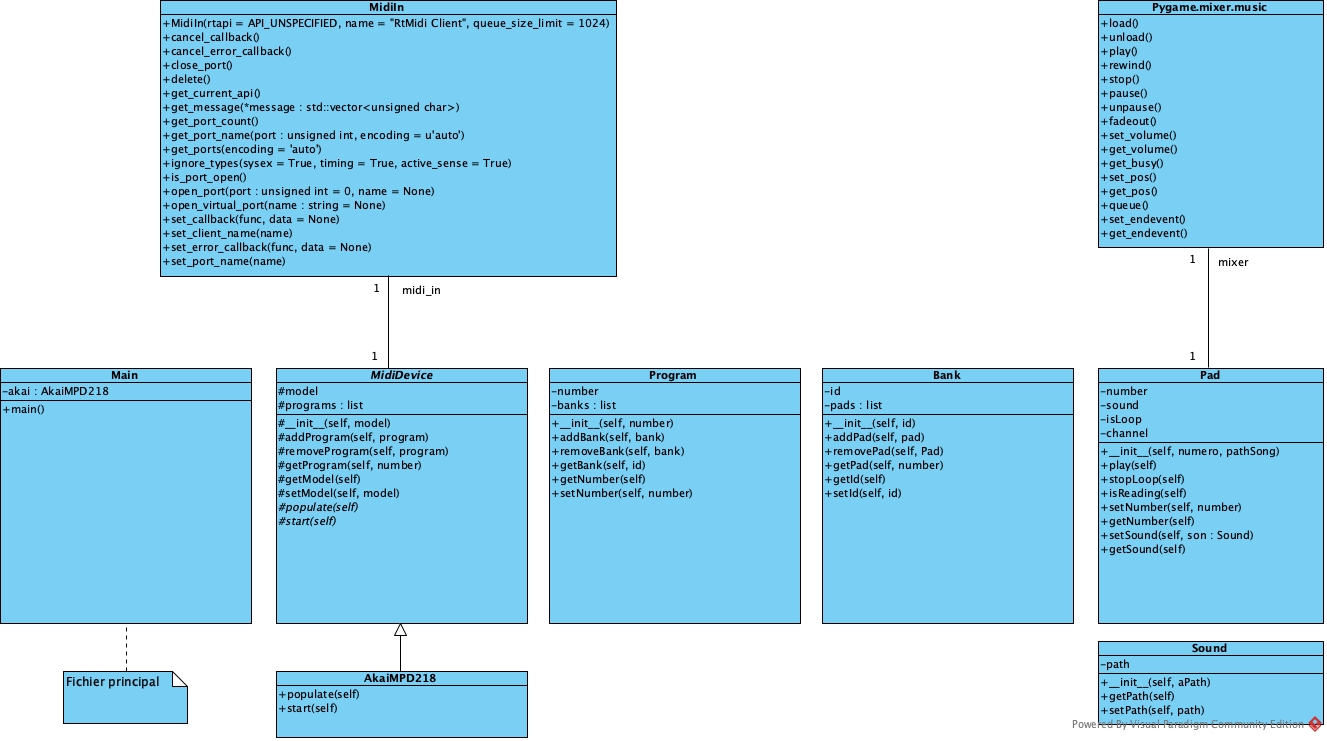 MidiIn
+MidiIn(rtapi = API_UNSPECIFIED, name = "RtMidi Client", queue_size_limit = 1024)
+cancel_callback()
+cancel_error_callback()
+close_port()
+delete()
+get_current_api()
+get_message(*message : std::vector<unsigned char>)
+get_port_count()
+get_port_name(port : unsigned int, encoding = u'auto')
+get_ports(encoding = 'auto')
+ignore_types(sysex = True, timing = True, active_sense = True)
+is_port_open()
+open_port(port : unsigned int = 0, name = None)
+open_virtual_port(name : string = None)
+set_callback(func, data = None)
+set_client_name(name)
+set_error_callback(func, data = None)
+set_port_name(name)
Pygame.mixer.music
+load()
+unload()
+play()
+rewind()
+stop()
+pause()
+unpause()
+fadeout()
+set_volume()
+get_volume()
+get_busy()
+set_pos()
+get_pos()
+queue()
+set_endevent()
+get_endevent()
1 midi_in
1
1 mixer
1
Main
-akai : AkaiMPD218
+main()
MidiDevice
#model
#programs : list
#__init__(self, model)
#addProgram(self, program)
#removeProgram(self, program)
#getProgram(self, number)
#getModel(self)
#setModel(self, model)
#populate(self)
#start(self)
Program
-number
-banks : list
+__init__(self, number)
+addBank(self, bank)
+removeBank(self, bank)
+getBank(self, id)
+getNumber(self)
+setNumber(self, number)
Bank
-id
-pads : list
+__init__(self, id)
+addPad(self, pad)
+removePad(self, Pad)
+getPad(self, number)
+getId(self)
+setId(self, id)
Pad
-number
-sound
-isLoop
-channel
+__init__(self, numero, pathSong)
+play(self)
+stopLoop(self)
+isReading(self)
+setNumber(self, number)
+getNumber(self)
+setSound(self, son : Sound)
+getSound(self)
Fichier principal
AkaiMPD218
+populate(self)
+start(self)
Sound
-path
+__init__(self, aPath)
+getPath(self)
+setPath(self, path)
Powered By Visual Paradigm Community Edition